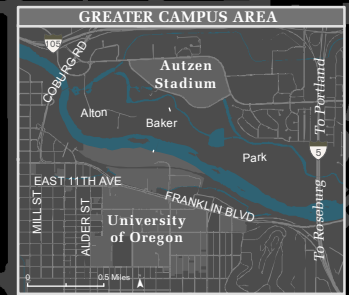 GREATER CAMPUS AREA
105
COBURG RD
Autzen
Stadium
To Portland
Alton
Baker
Park
5
EAST 11TH AVE
FRANKLIN BLVD
MILL ST
ALDER ST
University
of Oregon
To Roseburg
0 0.5 Miles